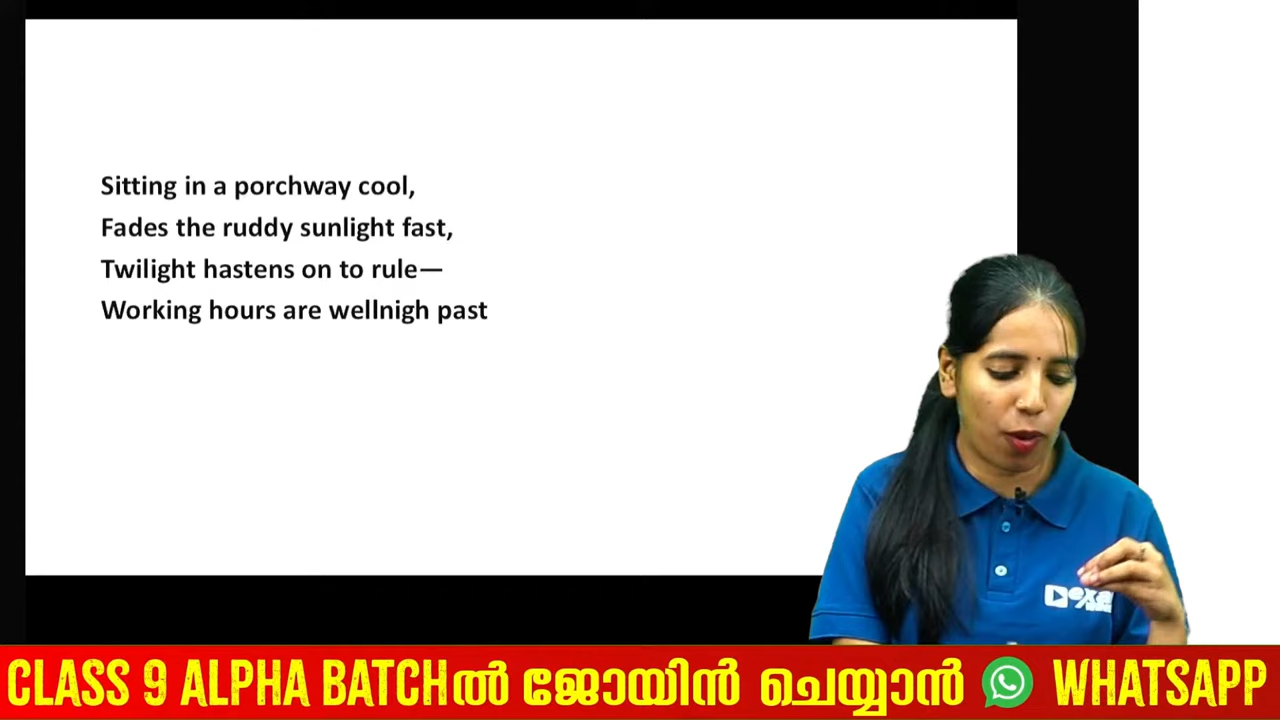 Sitting in a porchway cool,
Fades the ruddy sunlight fast,
Twilight hastens on to rule—
Working hours are wellnigh past
CLASS 9 ALPHA BATCHൽ ജോയിൻ ചെയ്യാൻ WHATSAPP